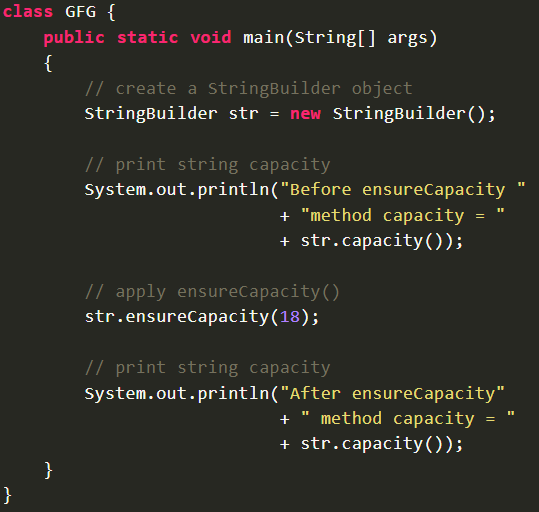 class GFG {
    public static void main(String[] args)
    {
        // create a StringBuilder object
        StringBuilder str = new StringBuilder();

        // print string capacity
        System.out.println("Before ensureCapacity "
                           + "method capacity = "
                           + str.capacity());

        // apply ensureCapacity()
        str.ensureCapacity(18);

        // print string capacity
        System.out.println("After ensureCapacity"
                           + " method capacity = "
                           + str.capacity());
    }
}